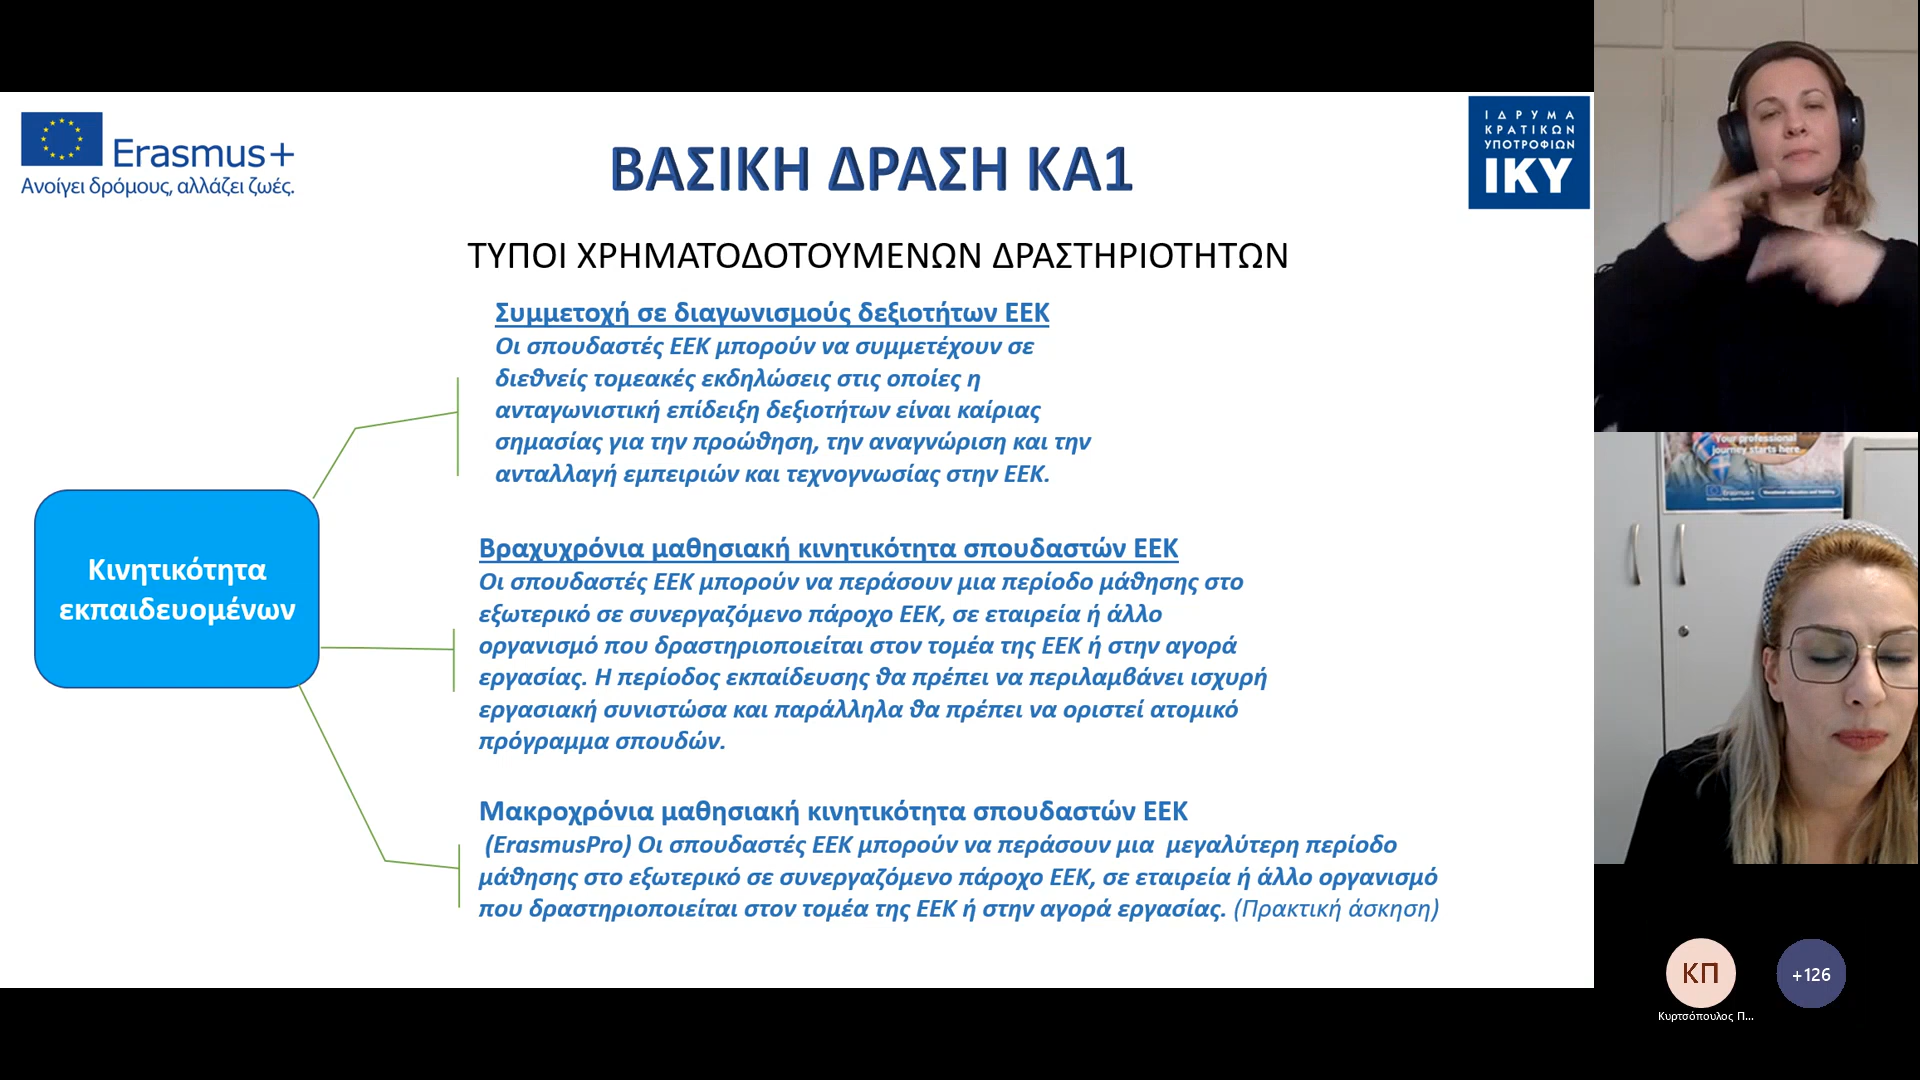 Erasmus+
Ανοίγει δρόμους, αλλάζει ζωές.
ΒΑΣΙΚΗ ΔΡΑΣΗ ΚΑ1
ΙΔΡΥΜΑ
ΚΡΑΤΙΚΩΝ
ΥΠΟΤΡΟΦΙΩΝ
ΙΚΥ
ΤΥΠΟΙ ΧΡΗΜΑΤΟΔΟΤΟΥΜΕΝΩΝ ΔΡΑΣΤΗΡΙΟΤΗΤΩΝ
Συμμετοχή σε διαγωνισμούς δεξιοτήτων ΕΕΚ
Οι σπουδαστές ΕΕΚ μπορούν να συμμετέχουν σε
διεθνείς τομεακές εκδηλώσεις στις οποίες η
ανταγωνιστική επίδειξη δεξιοτήτων είναι καίριας
σημασίας για την προώθηση, την αναγνώριση και την
ανταλλαγή εμπειριών και τεχνογνωσίας στην ΕΕΚ.
Κινητικότητα
εκπαιδευομένων
Βραχυχρόνια μαθησιακή κινητικότητα σπουδαστών ΕΕΚ
Οι σπουδαστές ΕΕΚ μπορούν να περάσουν μια περίοδο μάθησης στο
εξωτερικό σε συνεργαζόμενο πάροχο ΕΕΚ, σε εταιρεία ή άλλο
οργανισμό που δραστηριοποιείται στον τομέα της ΕΕΚ ή στην αγορά
εργασίας. Η περίοδος εκπαίδευσης θα πρέπει να περιλαμβάνει ισχυρή
εργασιακή συνιστώσα και παράλληλα θα πρέπει να οριστεί ατομικό
πρόγραμμα σπουδών.
Μακροχρόνια μαθησιακή κινητικότητα σπουδαστών ΕΕΚ
(ErasmusPro) Οι σπουδαστές ΕΕΚ μπορούν να περάσουν μια μεγαλύτερη περίοδο
μάθησης στο εξωτερικό σε συνεργαζόμενο πάροχο ΕΕΚ, σε εταιρεία ή άλλο οργανισμό
που δραστηριοποιείται στον τομέα της ΕΕΚ ή στην αγορά εργασίας. (Πρακτική άσκηση)
Your professional
journey starts here
Erasmus+
ΚΠ
+126
Κυρτσόπουλος Π...